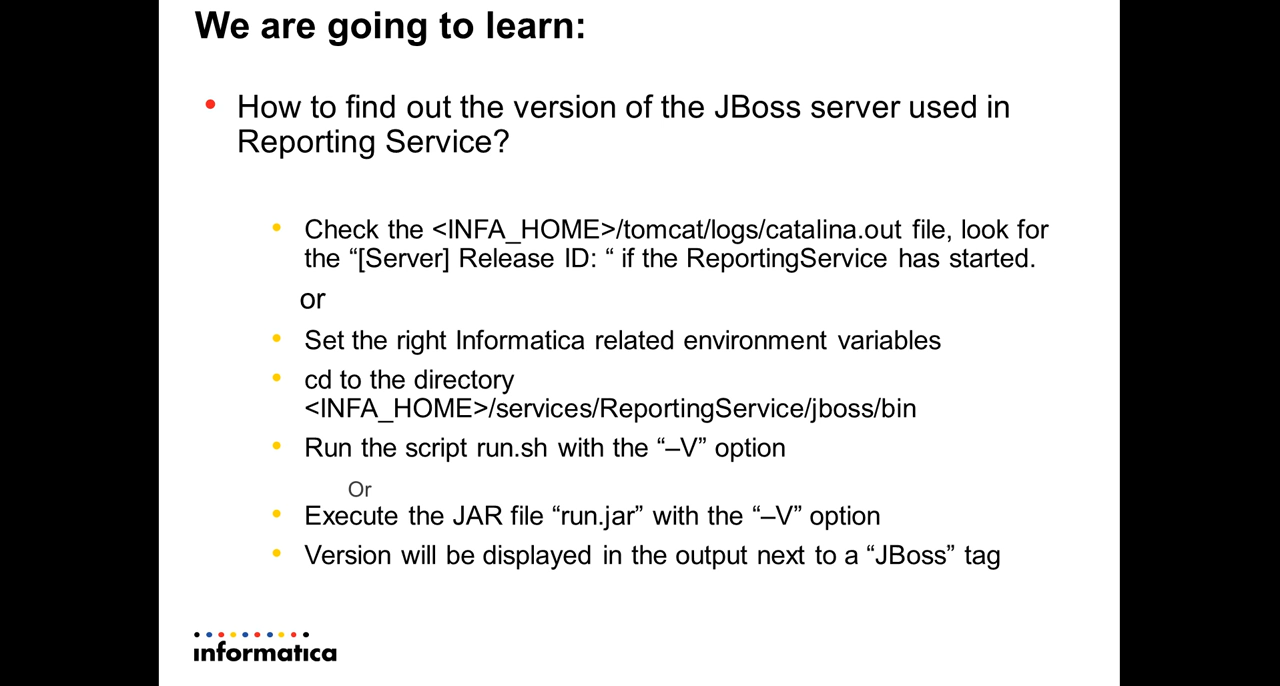 We are going to learn:
• How to find out the version of the JBoss server used in
Reporting Service?
• Check the <INFA_HOME>/tomcat/logs/catalina.out file, look for
the “[Server] Release ID: “ if the ReportingService has started.
or
• Set the right Informatica related environment variables
• cd to the directory
<INFA_HOME>/services/ReportingService/jboss/bin
• Run the script run.sh with the “–V” option
Or
• Execute the JAR file “run.jar” with the “–V” option
• Version will be displayed in the output next to a “JBoss” tag
informatica